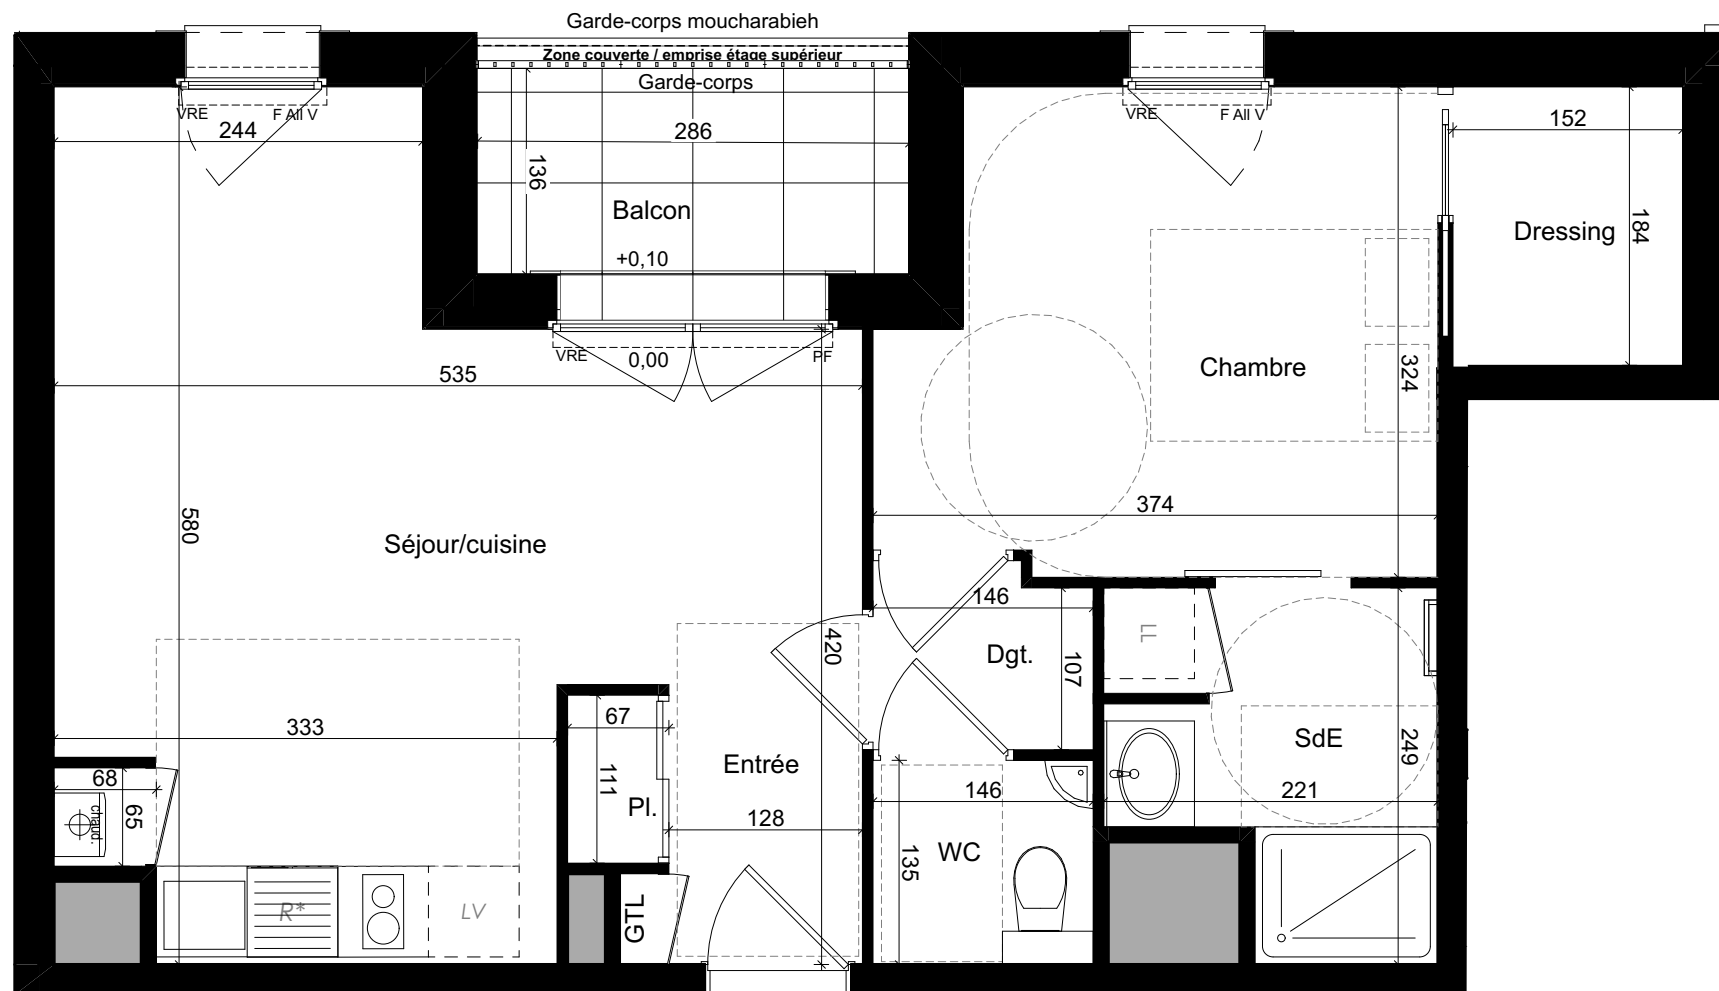 Garde-corps moucharabieh
Zone couverte / emprise étage supérieur
Garde-corps
VRE
F All V
244
286
136
Balcon
+0,10
VRE
0,00
PF
535
VRE
F All V
152
Dressing
184
Chambre
324
374
580
Séjour/cuisine
146
420
Dgt.
107
LL
333
67
111
Pl.
Entrée
128
SdE
249
146
221
68
65
chaud.
WC
135
R*
LV
GTL